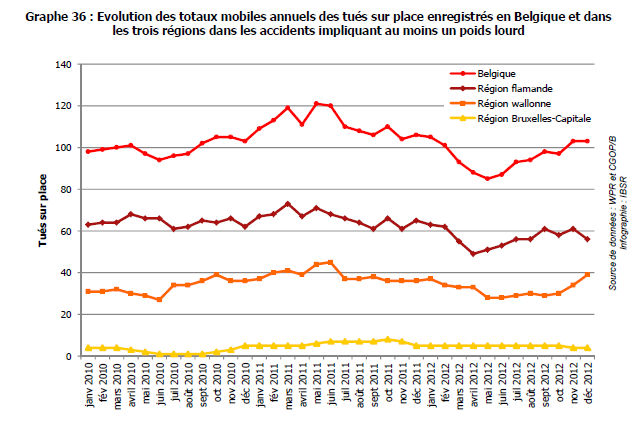 Graphe 36 : Evolution des totaux mobiles annuels des tués sur place enregistrés en Belgique et dans
les trois régions dans les accidents impliquant au moins un poids lourd
140
120
100
80
60
40
20
0
Tués sur place
Belgique
Région flamande
Région wallonne
Région Bruxelles-Capitale
janv 2010
fév 2010
mars 2010
avr 2010
mai 2010
juin 2010
juil 2010
août 2010
sept 2010
oct 2010
nov 2010
déc 2010
janv 2011
fév 2011
mars 2011
avr 2011
mai 2011
juin 2011
juil 2011
août 2011
sept 2011
oct 2011
nov 2011
déc 2011
janv 2012
fév 2012
mars 2012
avr 2012
mai 2012
juin 2012
juil 2012
août 2012
sept 2012
oct 2012
nov 2012
déc 2012
Source de données : WPR et CGOP/B
infographie : IBSR